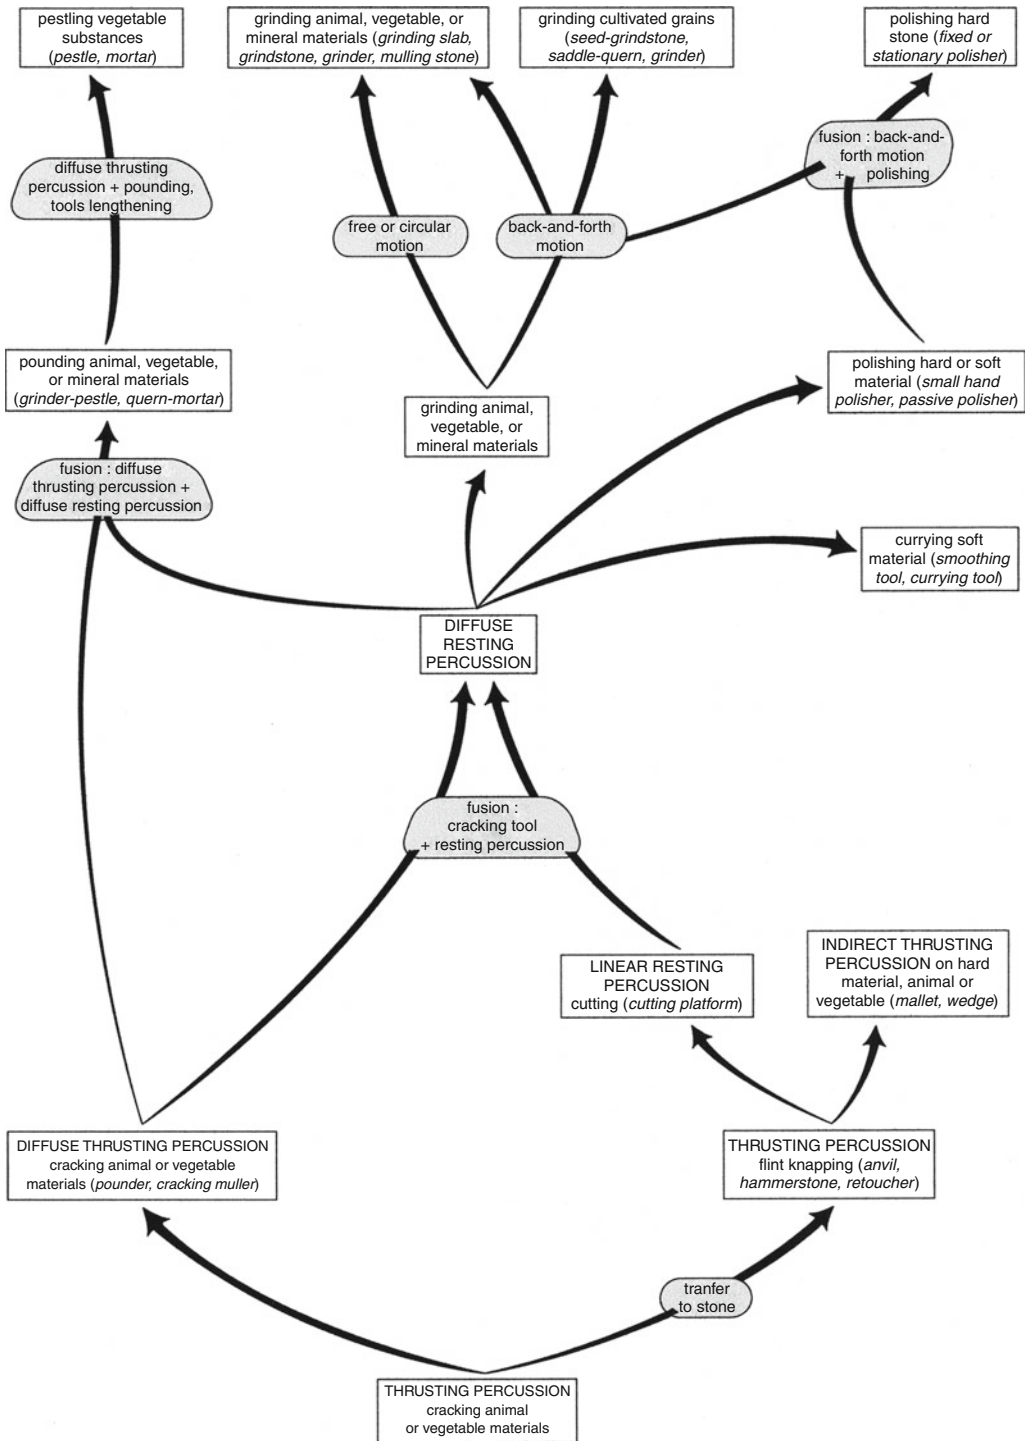 pestling vegetable
substances
(pestle, mortar)
grinding animal, vegetable, or
mineral materials (grinding slab,
grindstone, grinder, mulling stone)
grinding cultivated grains
(seed-grindstone,
saddle-quern, grinder)
polishing hard
stone (fixed or
stationary polisher)
diffuse thrusting
percussion + pounding,
tools lengthening
free or circular
motion
back-and-forth
motion
fusion : back-and-
forth motion
+ polishing
pounding animal, vegetable,
or mineral materials
(grinder-pestle, quern-mortar)
grinding animal,
vegetable, or
mineral materials
polishing hard or soft
material (small hand
polisher, passive polisher)
fusion : diffuse
thrusting percussion +
diffuse resting percussion
currying soft
material (smoothing
tool, currying tool)
DIFFUSE
RESTING
PERCUSSION
fusion :
cracking tool
+ resting percussion
LINEAR RESTING
PERCUSSION
cutting (cutting platform)
INDIRECT THRUSTING
PERCUSSION on hard
material, animal or
vegetable (mallet, wedge)
DIFFUSE THRUSTING PERCUSSION
cracking animal or vegetable
materials (pounder, cracking muller)
THRUSTING PERCUSSION
flint knapping (anvil,
hammerstone, retoucher)
tranfer
to stone
THRUSTING PERCUSSION
cracking animal
or vegetable materials